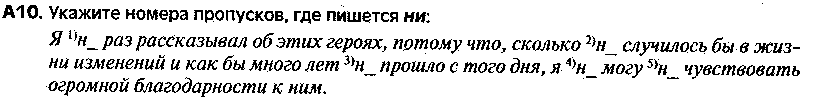 А10. Укажите номера пропусков, где пишется ни:
Я ¹⁾н_ раз рассказывал об этих героях, потому что, сколько ²⁾н_ случилось бы в жиз-
ни изменений и как бы много лет ³⁾н_ прошло с того дня, я ⁴⁾н_ могу ⁵⁾н_ чувствовать
огромной благодарности к ним.